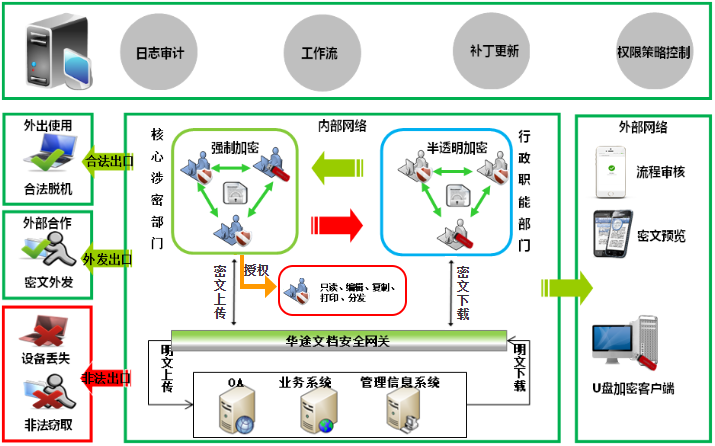 日志审计
工作流
补丁更新
权限策略控制
外出使用
合法脱机
合法出口
外部合作
密文外发
外发出口
设备丢失
非法窃取
非法出口
内部网络
核心涉密部门
强制加密
半透明加密
行政职能部门
密文上传
授权
只读、编辑、复制、
打印、分发
密文下载
华途文档安全网关
明文上传
明文下载
OA
业务系统
管理信息系统
外部网络
流程审核
密文预览
U盘加密客户端